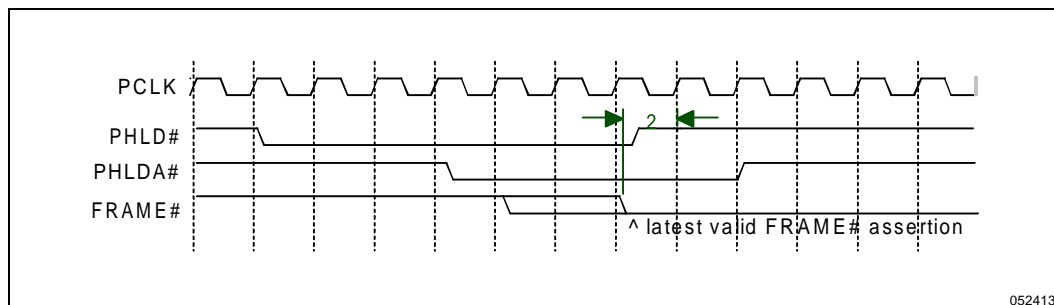 PCLK
PHLD#
2
PHLDA#
FRAME#
^ latest valid FRAME# assertion
052413